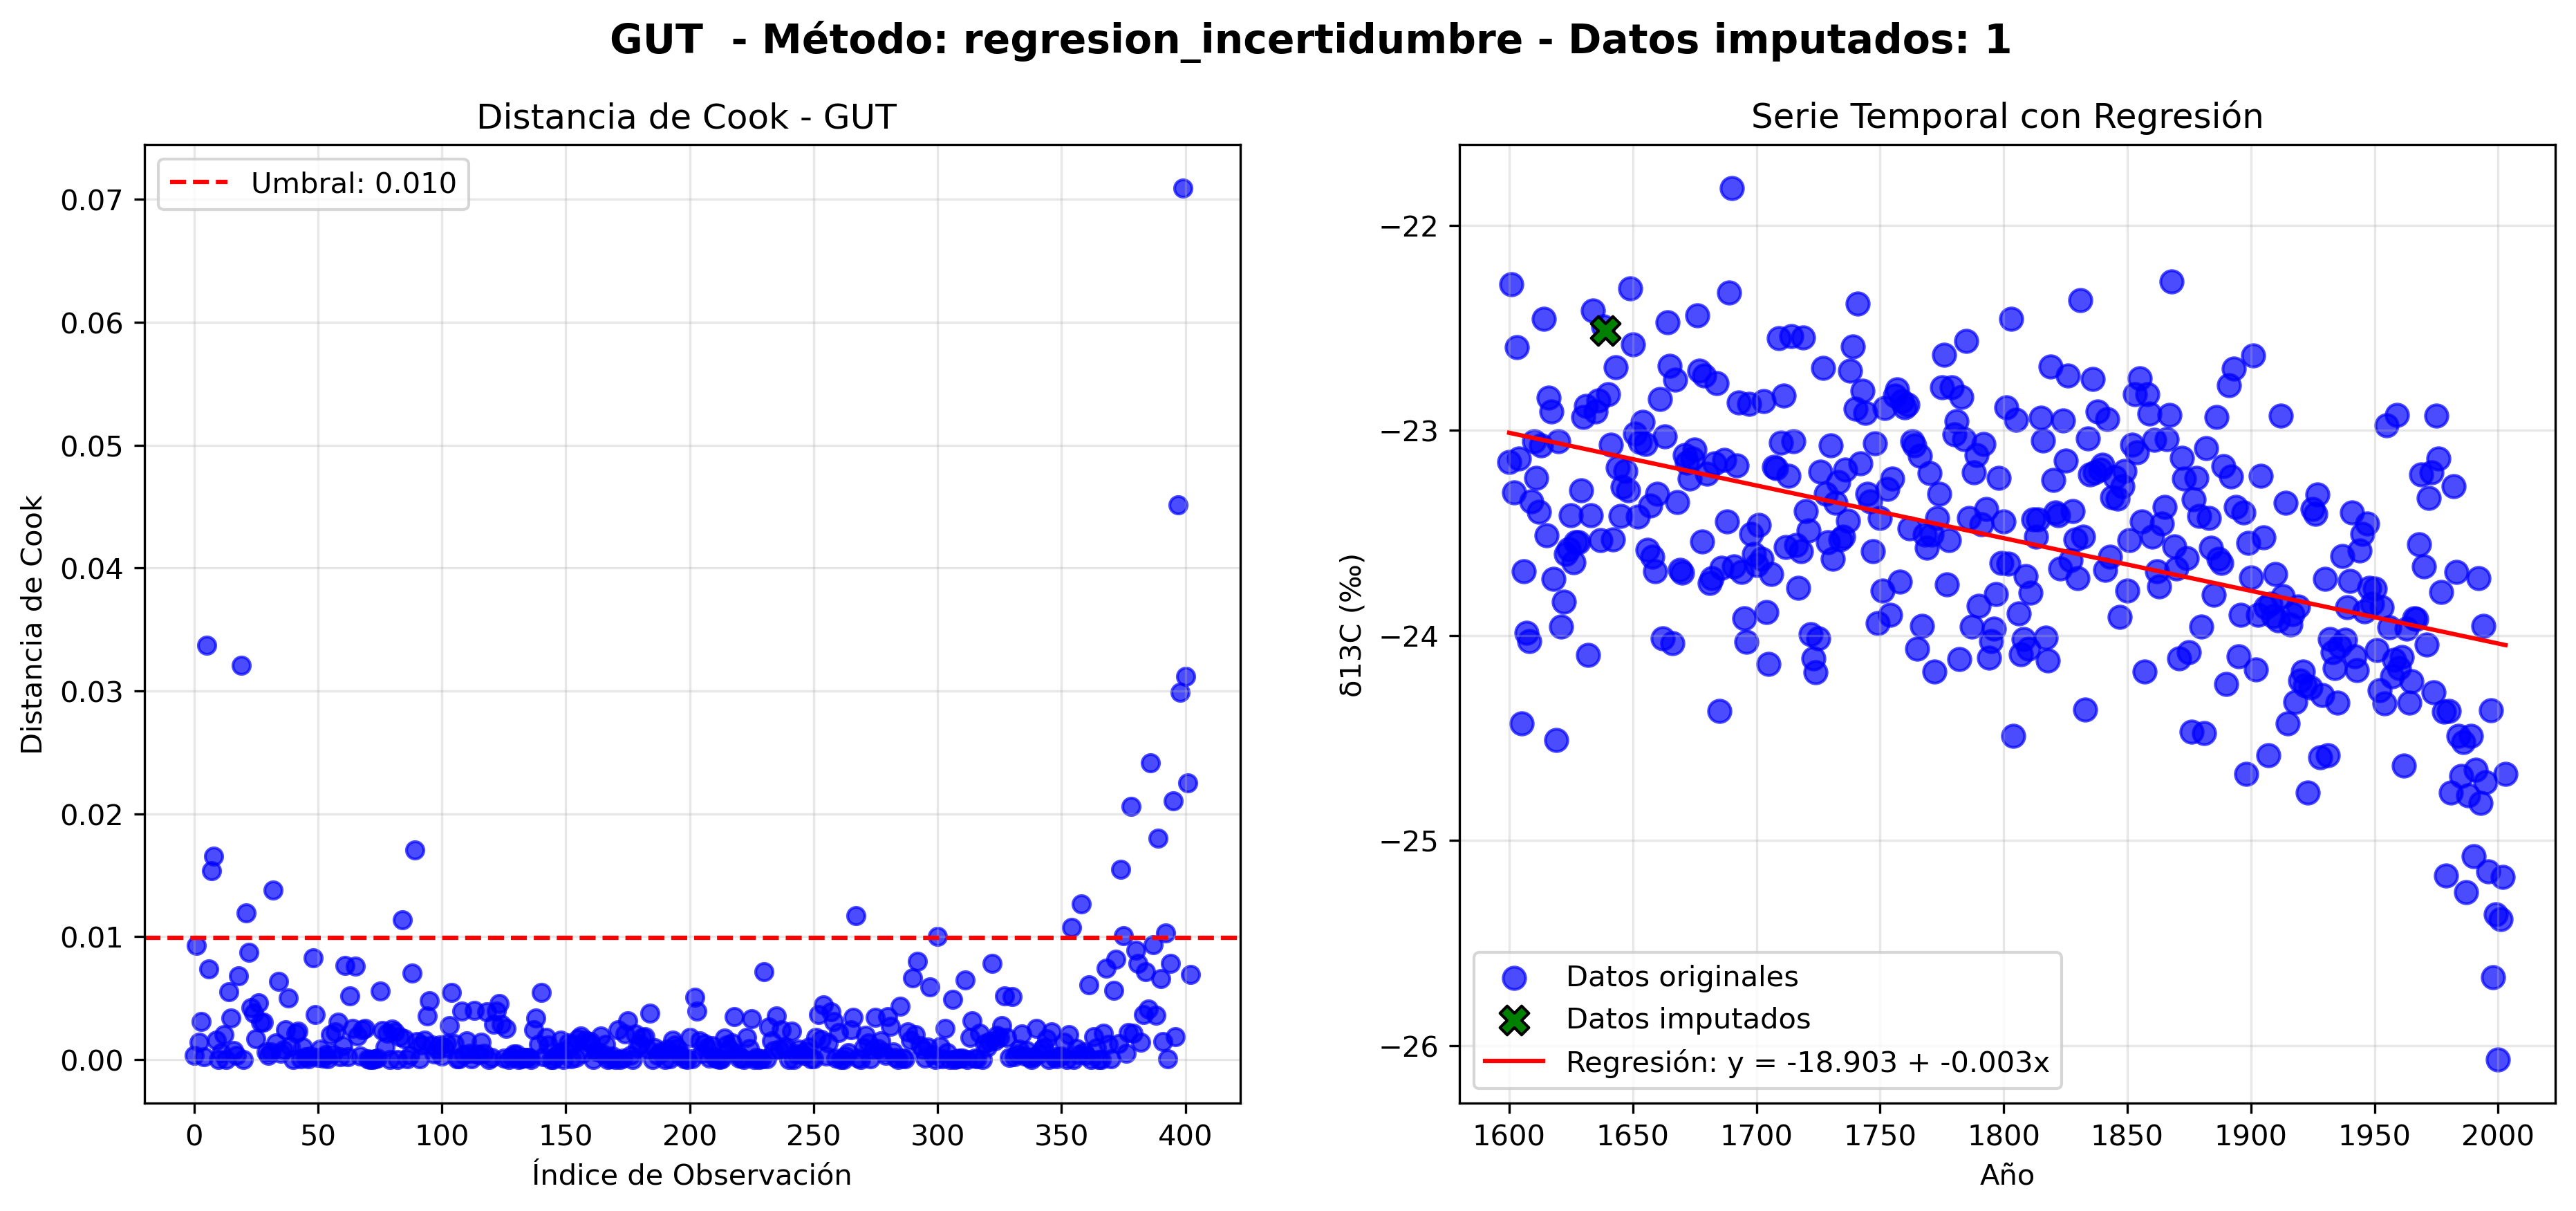 GUT  - Método: regresion_incertidumbre - Datos imputados: 1
Distancia de Cook - GUT
Umbral: 0.010
0.07
0.06
0.05
0.04
0.03
0.02
0.01
0.00
Distancia de Cook
0 50 100 150 200 250 300 350 400
Índice de Observación
Serie Temporal con Regresión
−22
−23
−24
−25
−26
δ13C (‰)
Datos originales
Datos imputados
Regresión: y = -18.903 + -0.003x
1600 1650 1700 1750 1800 1850 1900 1950 2000
Año